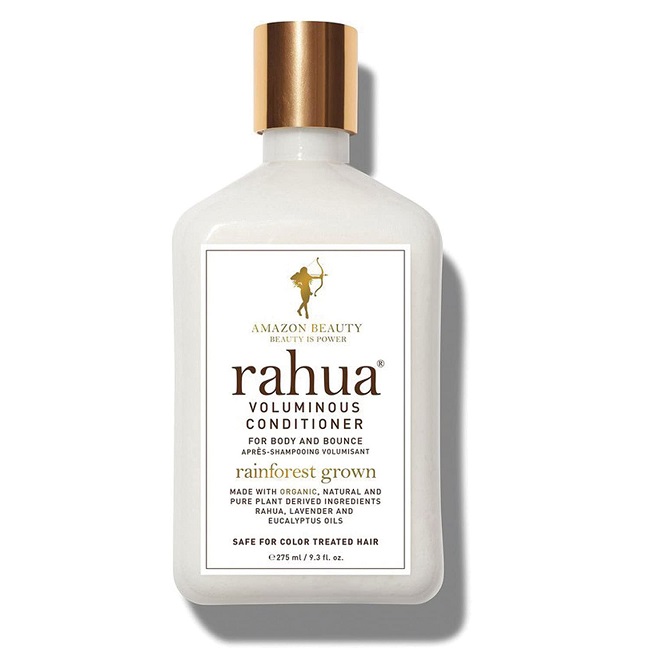 AMAZON BEAUTY
BEAUTY IS POWER
rahua®
VOLUMINOUS
CONDITIONER
FOR BODY AND BOUNCE
APRÈS-SHAMPOOING VOLUMISANT
rainforest grown
MADE WITH ORGANIC, NATURAL AND
PURE PLANT DERIVED INGREDIENTS
RAHUA, LAVENDER AND
EUCALYPTUS OILS
SAFE FOR COLOR TREATED HAIR
℮275 ml / 9.3 fl. oz.